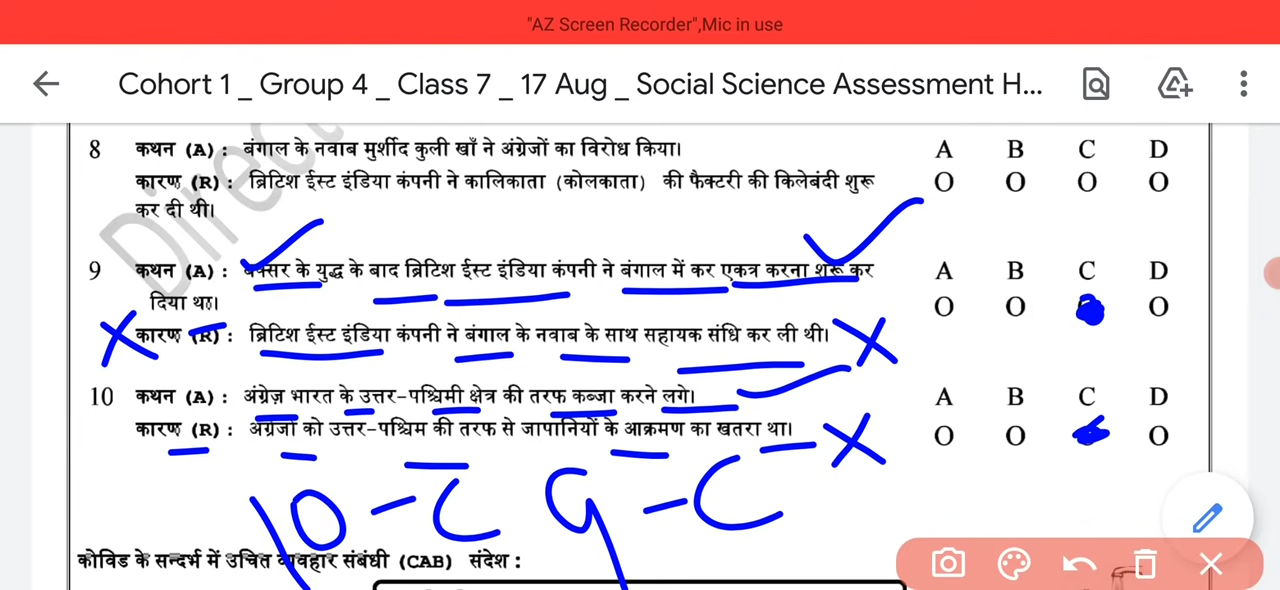 "AZ Screen Recorder",Mic in use
Cohort 1 _ Group 4 _ Class 7 _ 17 Aug _ Social Science Assessment H...
8 कथन (A) : बंगाल के नवाब मुर्शीद कुली खाँ ने अंग्रेजों का विरोध किया। A B C D
कारण (R) : ब्रिटिश ईस्ट इंडिया कंपनी ने कालिकाता (कोलकाता) की फैक्टरी की किलेबंदी शुरू O O O O
कर दी थी।
9 कथन (A) : बक्सर के युद्ध के बाद ब्रिटिश ईस्ट इंडिया कंपनी ने बंगाल में कर एकत्र करना शुरू कर A B C D
दिया था। O O O
कारण (R) : ब्रिटिश ईस्ट इंडिया कंपनी ने बंगाल के नवाब के साथ सहायक संधि कर ली थी।
10 कथन (A) : अंग्रेज़ भारत के उत्तर-पश्चिमी क्षेत्र की तरफ कब्जा करने लगे। A B C D
कारण (R) : अंग्रेजों को उत्तर-पश्चिम की तरफ से जापानियों के आक्रमण का खतरा था। O O O
10 - C 9 - C
कोविड के सन्दर्भ में उचित व्यवहार संबंधी (CAB) संदेश :